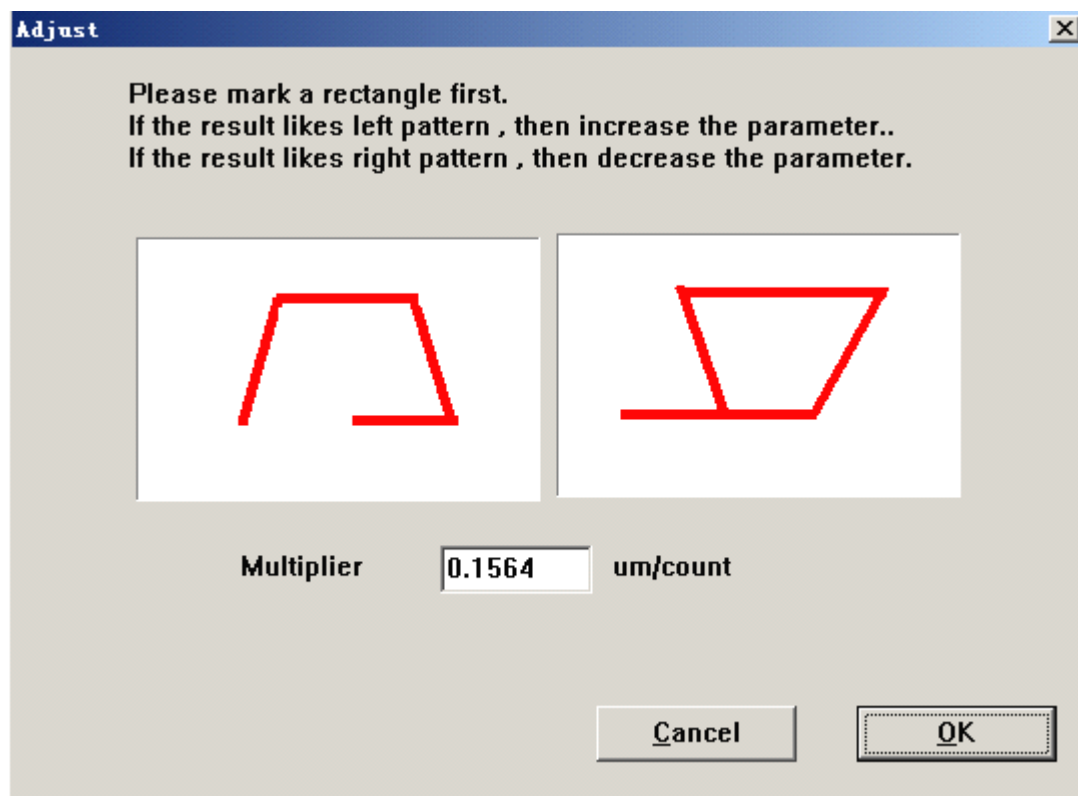 Adjust
Please mark a rectangle first.
If the result likes left pattern , then increase the parameter..
If the result likes right pattern , then decrease the parameter.
Multiplier 0.1564 um/count
Cancel OK